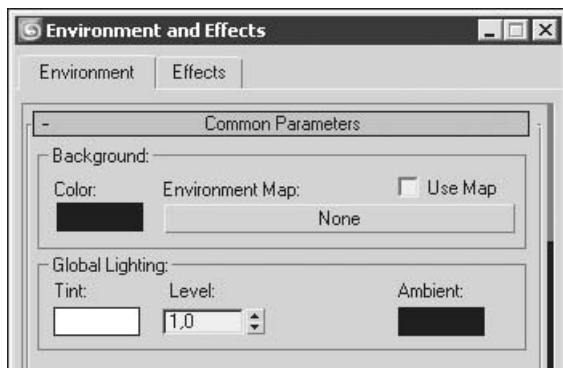 Environment and Effects
Environment Effects
- Common Parameters
Background:
Color: Environment Map: Use Map
None
Global Lighting:
Tint: Level: Ambient:
1,0